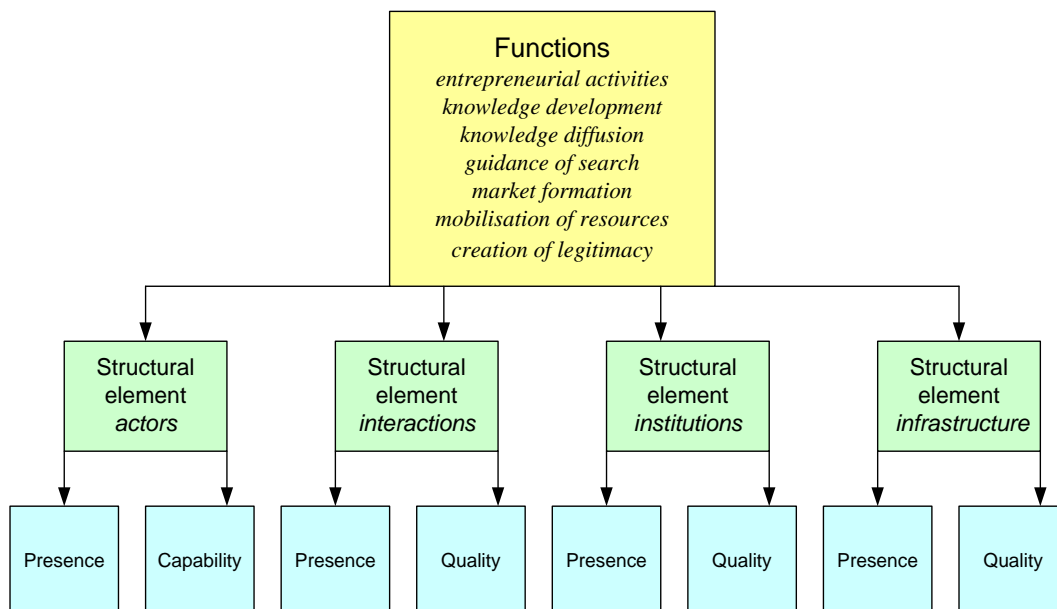 Functions
entrepreneurial activities
knowledge development
knowledge diffusion
guidance of search
market formation
mobilisation of resources
creation of legitimacy
Structural
element
actors
Structural
element
interactions
Structural
element
institutions
Structural
element
infrastructure
Presence
Capability
Presence
Quality
Presence
Quality
Presence
Quality